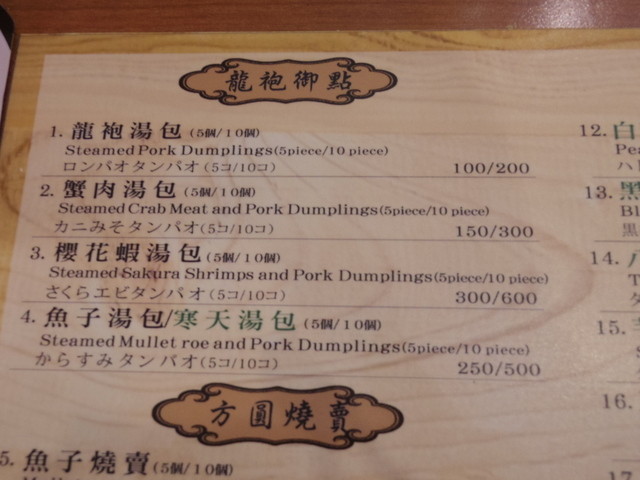 龍袍御點
1. 龍袍湯包 (5個/10個)
Steamed Pork Dumplings(5piece/10 piece)
ロンパオタンパオ(5コ/10コ) 100/200
2. 蟹肉湯包 (5個/10個)
Steamed Crab Meat and Pork Dumplings(5piece/10 piece)
カニみそタンパオ(5コ/10コ) 150/300
3. 櫻花蝦湯包 (5個/10個)
Steamed Sakura Shrimps and Pork Dumplings(5piece/10 piece)
さくらエビタンパオ(5コ/10コ) 300/600
4. 魚子湯包/寒天湯包 (5個/10個)
Steamed Mullet roe and Pork Dumplings(5piece/10 piece)
からすみタンパオ(5コ/10コ) 250/500
方圓燒賣
5. 魚子燒賣(5個/10個)
12. 白
Pea
ハ
13. 黑
Bl
黒
14.
T
15.
16.
17.